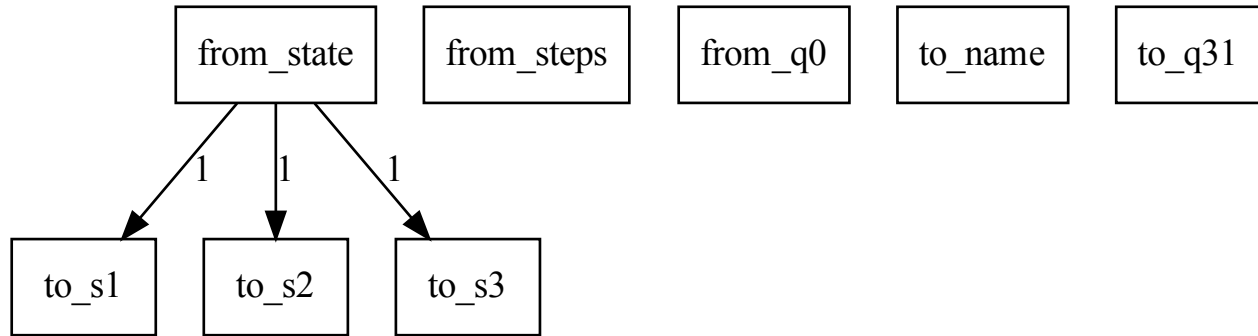 from_state
from_steps
from_q0
to_name
to_q31
1
1
1
to_s1
to_s2
to_s3